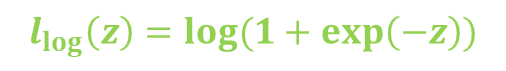 l_log(z) = log(1 + exp(−z))